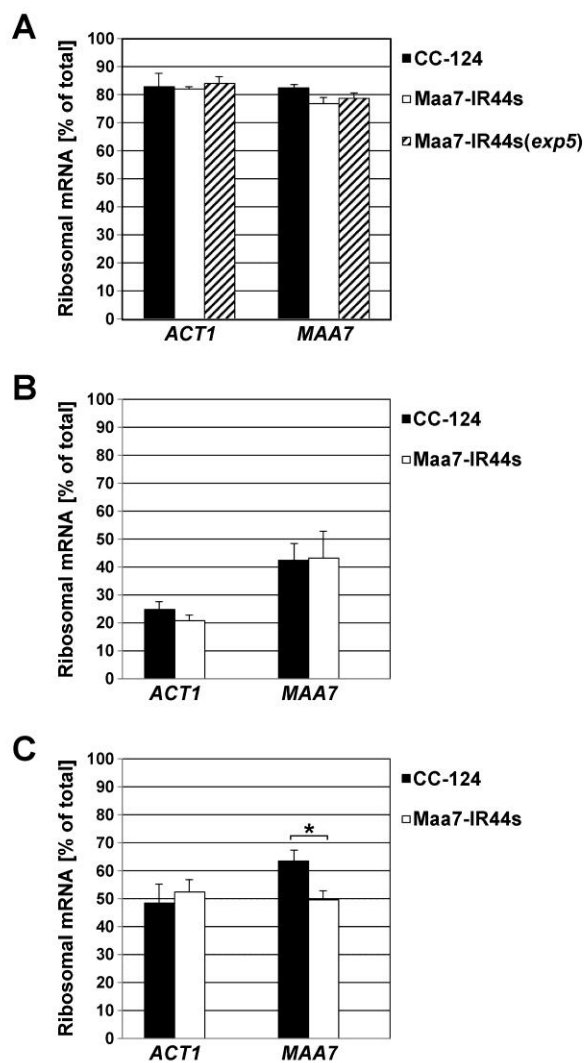 A
Ribosomal mRNA [% of total]
100
90
80
70
60
50
40
30
20
10
0
ACT1 MAA7
CC-124
Maa7-IR44s
Maa7-IR44s(exp5)
B
Ribosomal mRNA [% of total]
100
90
80
70
60
50
40
30
20
10
0
ACT1 MAA7
CC-124
Maa7-IR44s
C
Ribosomal mRNA [% of total]
100
90
80
70
60
50
40
30
20
10
0
*
ACT1 MAA7
CC-124
Maa7-IR44s